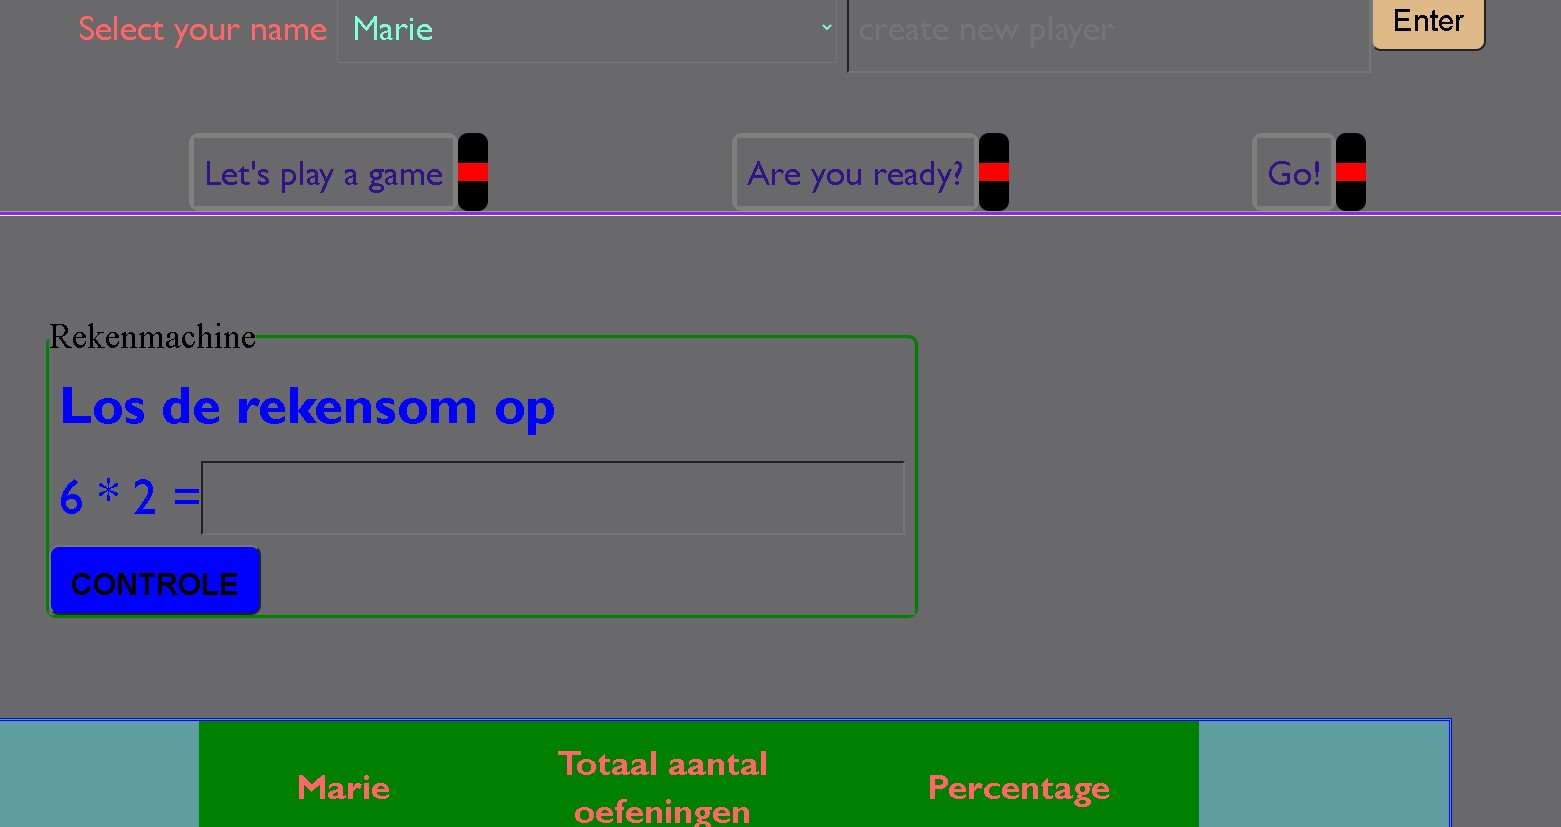 Select your name Marie create new player Enter
Let's play a game Are you ready? Go!
Rekenmachine
Los de rekensom op
6 * 2 =
CONTROLE
Marie Totaal aantal oefeningen Percentage